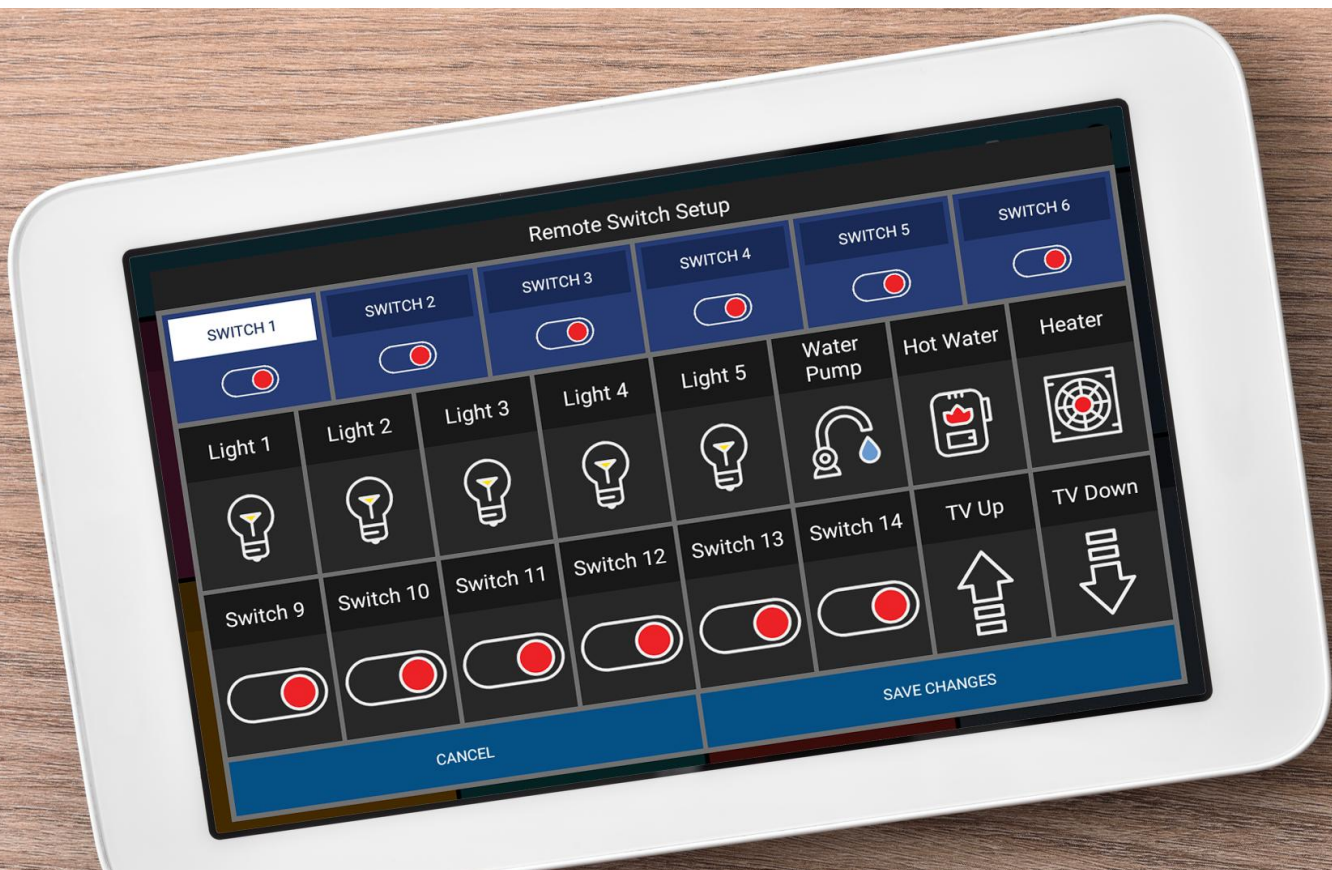 Remote Switch Setup
SWITCH 1
SWITCH 2
SWITCH 3
SWITCH 4
SWITCH 5
SWITCH 6
Light 1
Light 2
Light 3
Light 4
Light 5
Water
Pump
Hot Water
Heater
Switch 9
Switch 10
Switch 11
Switch 12
Switch 13
Switch 14
TV Up
TV Down
CANCEL
SAVE CHANGES